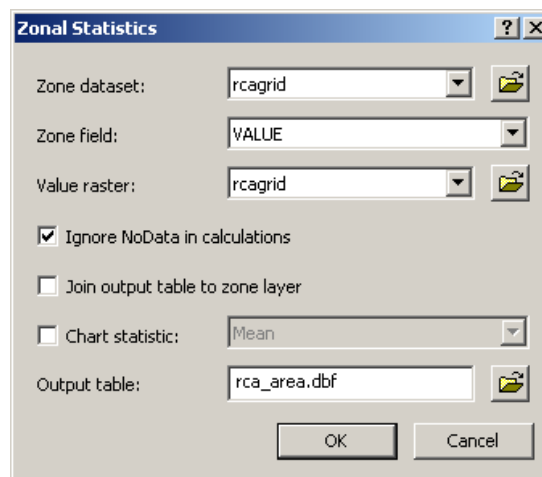 Zonal Statistics
Zone dataset: rcagrid
Zone field: VALUE
Value raster: rcagrid
Ignore NoData in calculations
Join output table to zone layer
Chart statistic: Mean
Output table: rca_area.dbf
OK Cancel